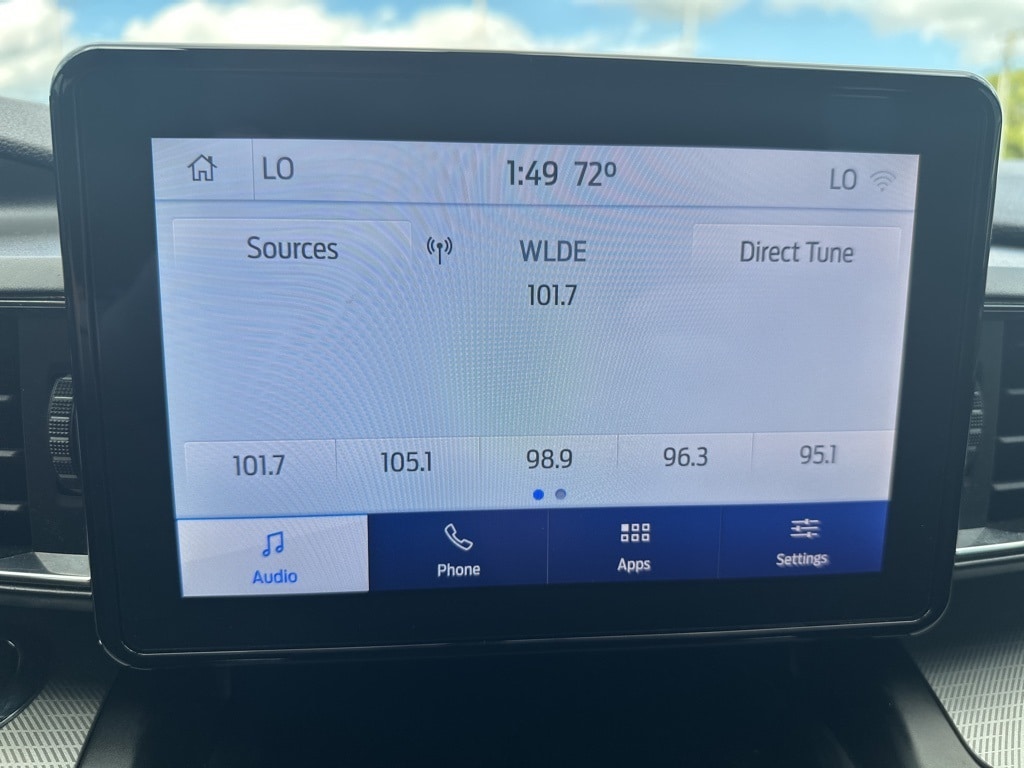 LO 1:49 72° LO
Sources WLDE Direct Tune
101.7
101.7 105.1 98.9 96.3 95.1
Audio Phone Apps Settings